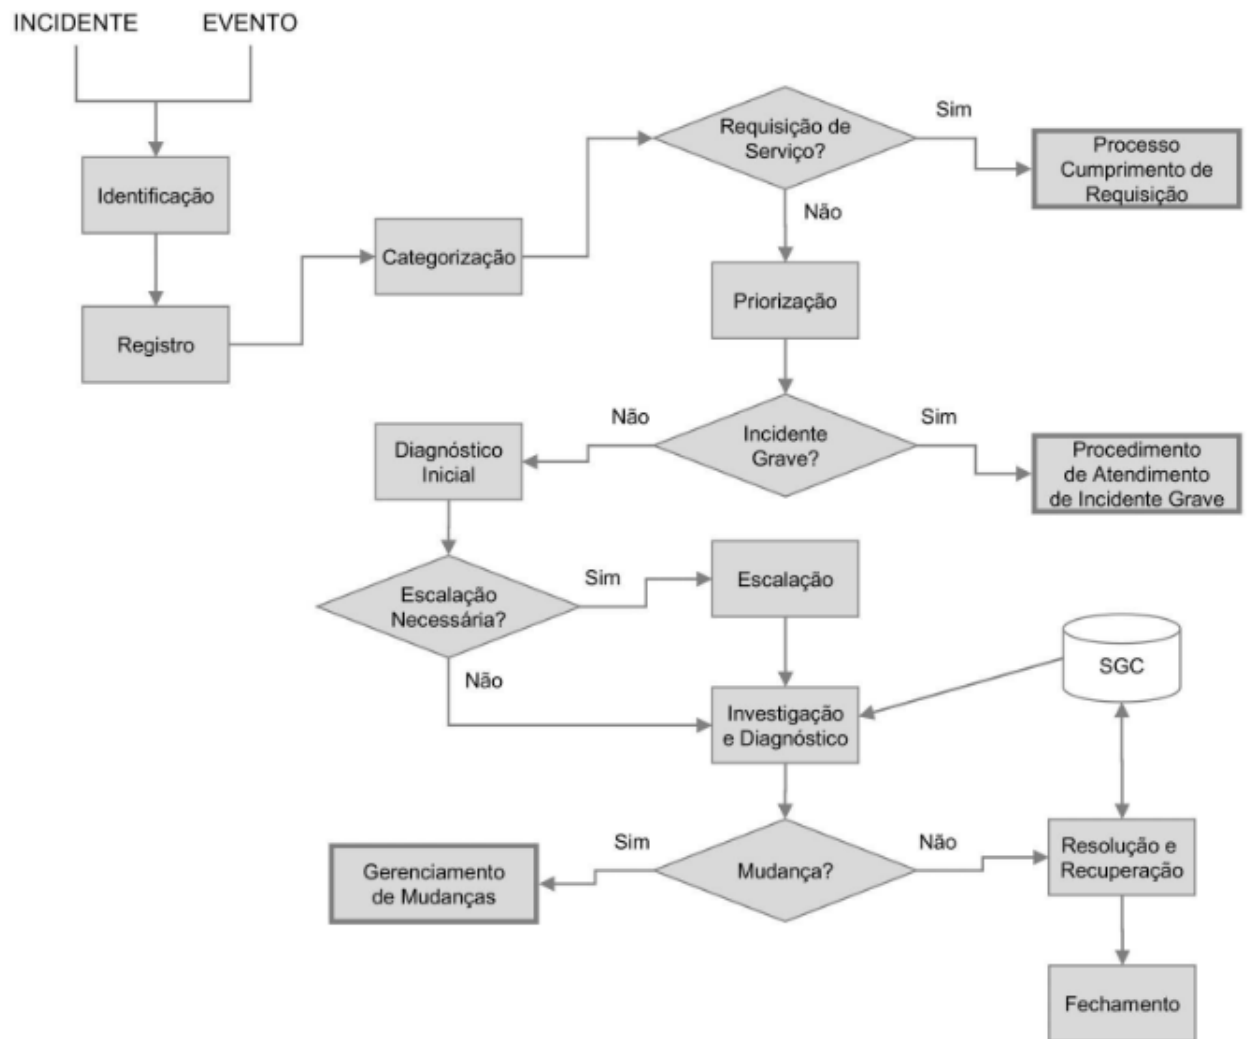 INCIDENTE
EVENTO
Identificação
Registro
Categorização
Requisição de
Serviço?
Sim
Processo
Cumprimento de
Requisição
Não
Priorização
Incidente
Grave?
Sim
Procedimento
de Atendimento
de Incidente Grave
Não
Diagnóstico
Inicial
Escalação
Necessária?
Sim
Escalação
Não
Investigação
e Diagnóstico
SGC
Mudança?
Sim
Gerenciamento
de Mudanças
Não
Resolução e
Recuperação
Fechamento